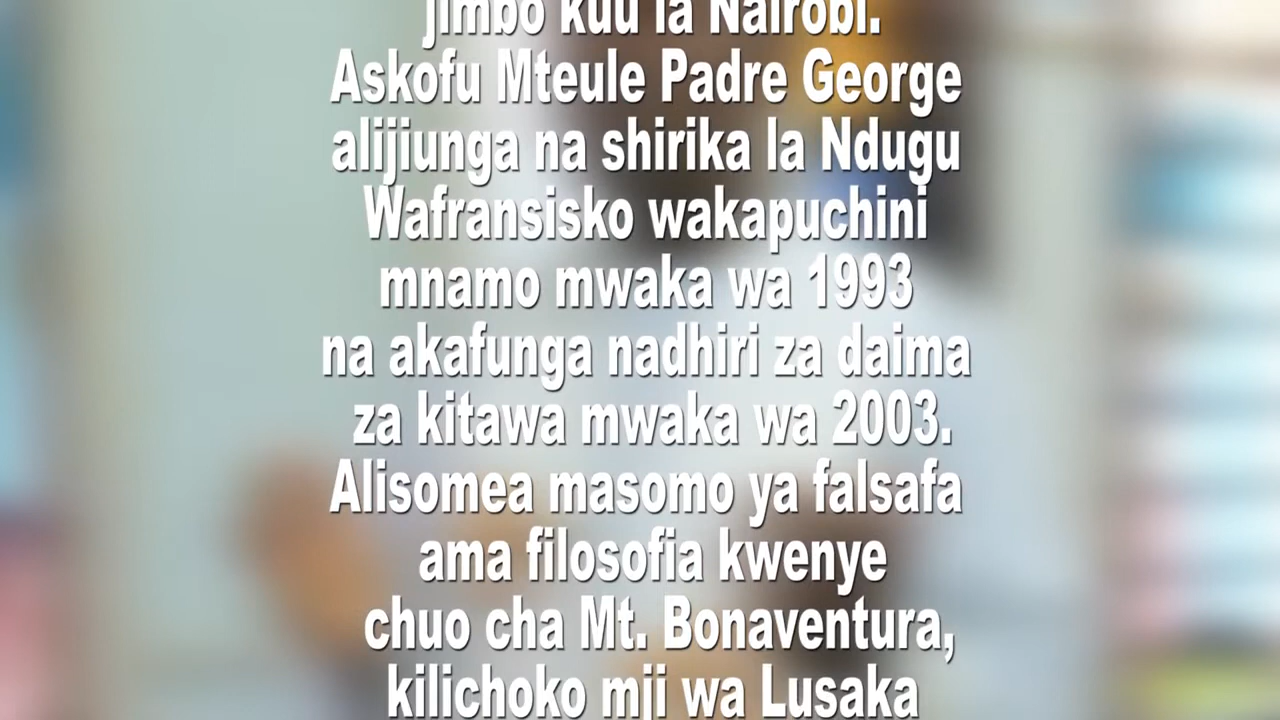 jimbo kuu la Nairobi.
Askofu Mteule Padre George
alijiunga na shirika la Ndugu
Wafransisko wakapuchini
mnamo mwaka wa 1993
na akafunga nadhiri za daima
za kitawa mwaka wa 2003.
Alisomea masomo ya falsafa
ama filosofia kwenye
chuo cha Mt. Bonaventura,
kilichoko mji wa Lusaka